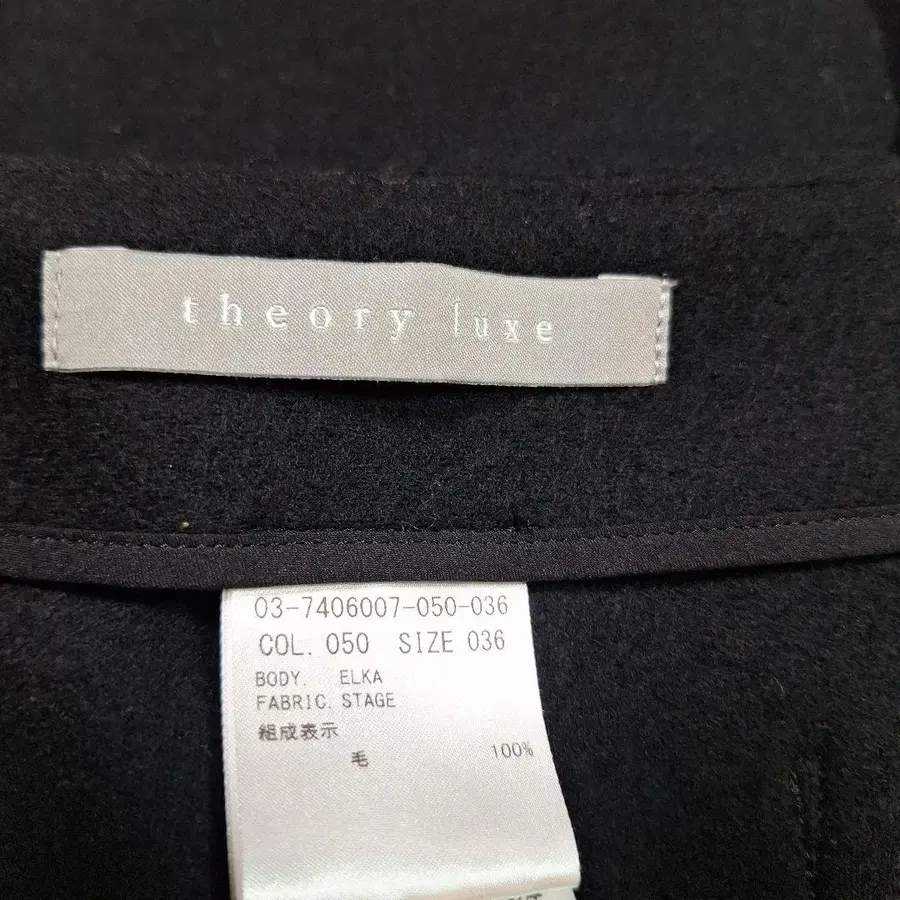 theory luxe
03-7406007-050-036
COL. 050 SIZE 036
BODY. ELKA
FABRIC. STAGE
組成表示
毛 100%